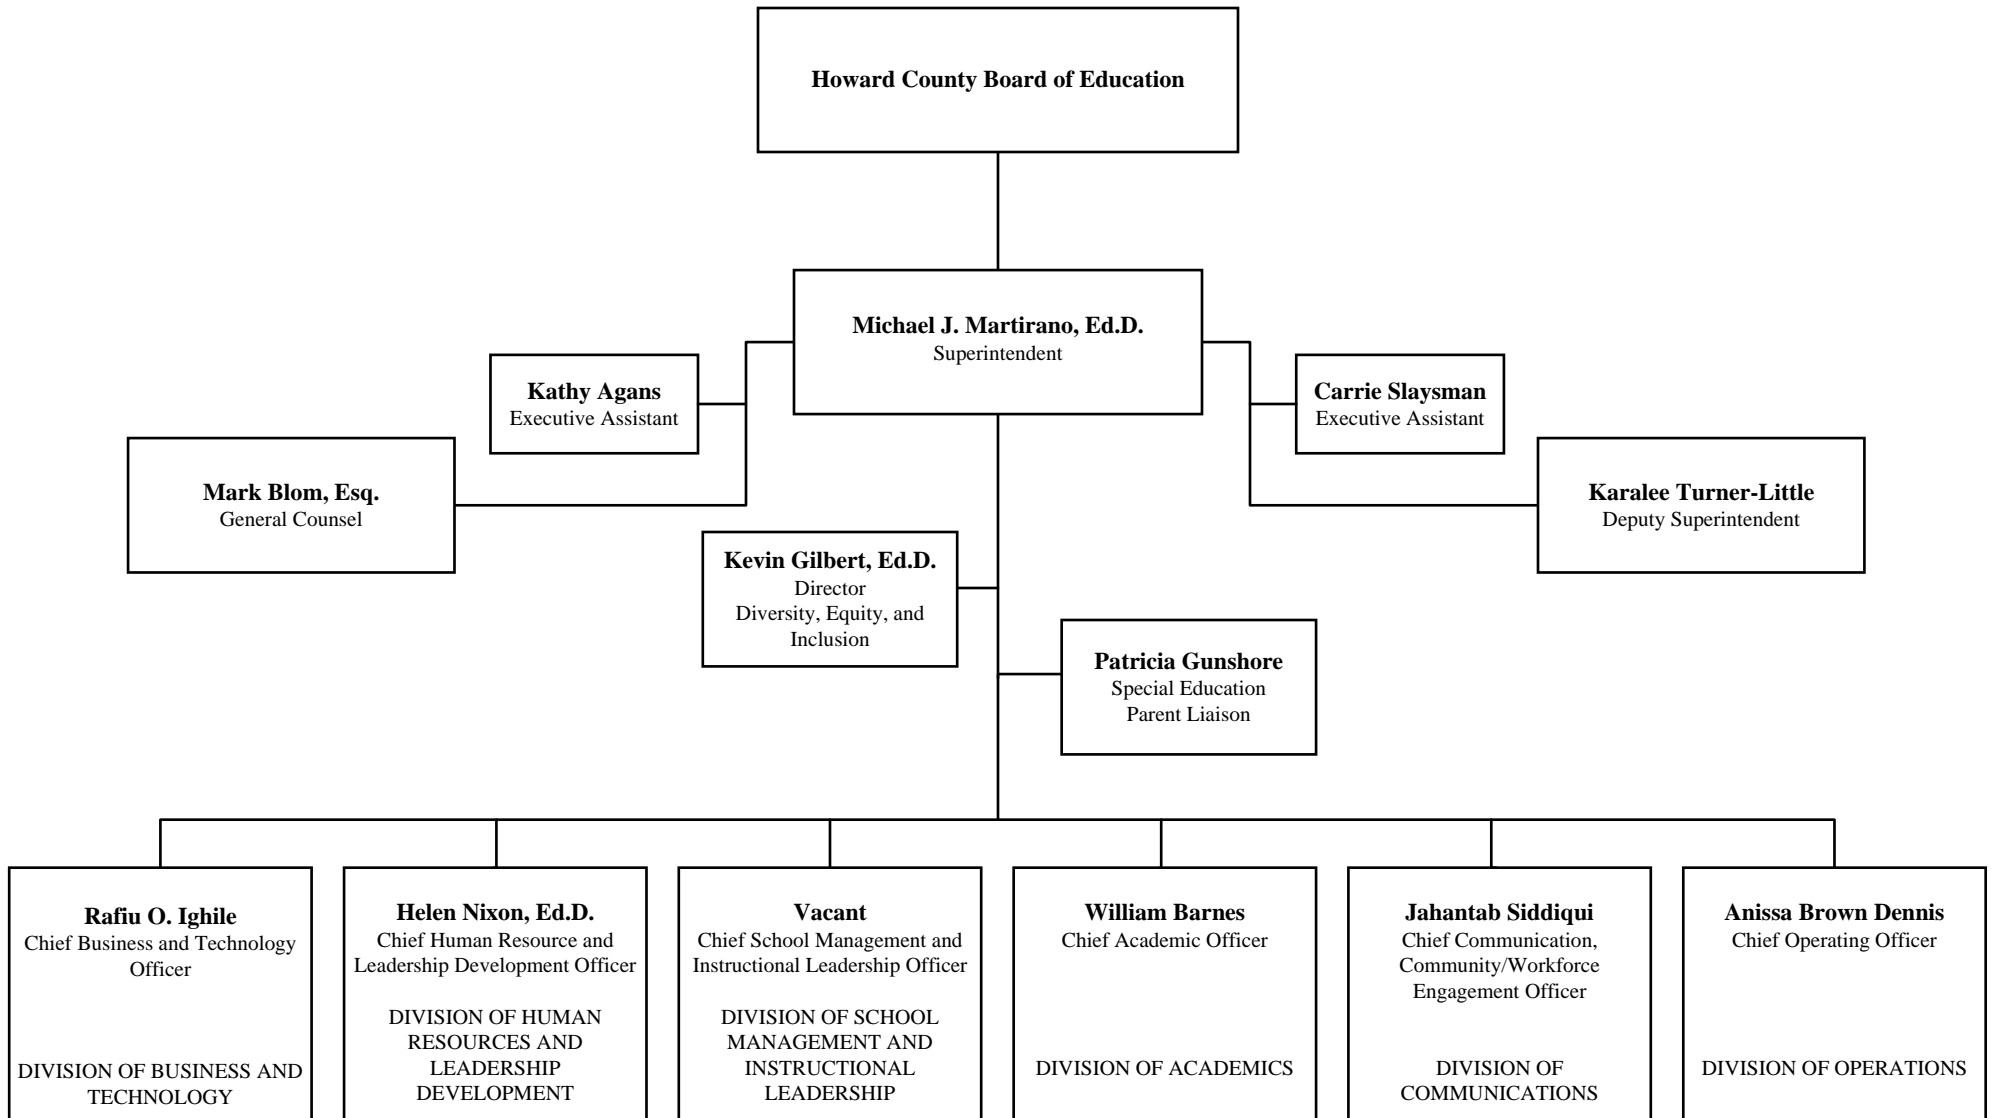 Howard County Board of Education
Michael J. Martirano, Ed.D.
Superintendent
Kathy Agans
Executive Assistant
Carrie Slaysman
Executive Assistant
Mark Blom, Esq.
General Counsel
Karalee Turner-Little
Deputy Superintendent
Kevin Gilbert, Ed.D.
Director
Diversity, Equity, and
Inclusion
Patricia Gunshore
Special Education
Parent Liaison
Rafiu O. Ighile
Chief Business and Technology
Officer
DIVISION OF BUSINESS AND
TECHNOLOGY
Helen Nixon, Ed.D.
Chief Human Resource and
Leadership Development Officer
DIVISION OF HUMAN
RESOURCES AND
LEADERSHIP
DEVELOPMENT
Vacant
Chief School Management and
Instructional Leadership Officer
DIVISION OF SCHOOL
MANAGEMENT AND
INSTRUCTIONAL
LEADERSHIP
William Barnes
Chief Academic Officer
DIVISION OF ACADEMICS
Jahantab Siddiqui
Chief Communication,
Community/Workforce
Engagement Officer
DIVISION OF
COMMUNICATIONS
Anissa Brown Dennis
Chief Operating Officer
DIVISION OF OPERATIONS